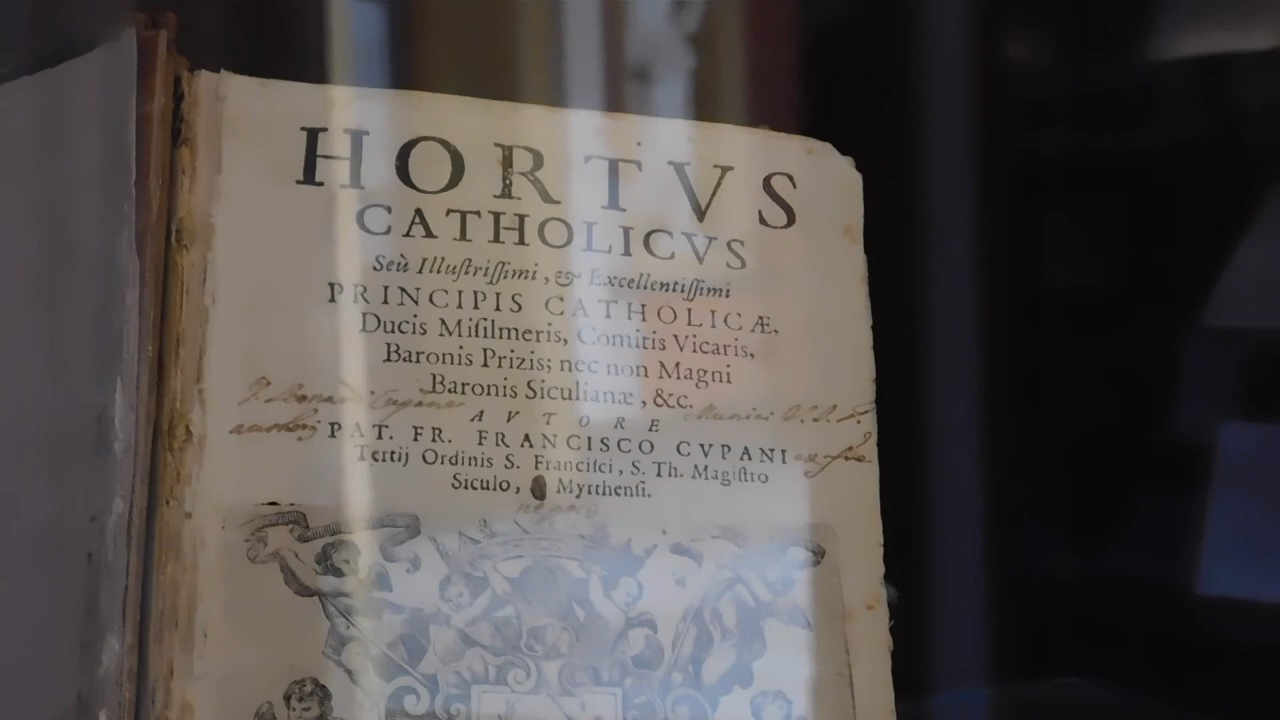 HORTVS
CATHOLICVS
Seù Illuſtriſſimi, & Excellentiſſimi
PRINCIPIS CATHOLICÆ,
Ducis Miſilmeris, Comitis Vicaris,
Baronis Prizis; nec non Magni
Baronis Siculianæ, &c.
AVTORE
PAT. FR. FRANCISCO CVPANI
Tertij Ordinis S. Franciſci, S. Th. Magiſtro
Siculo, Myrthenſi.